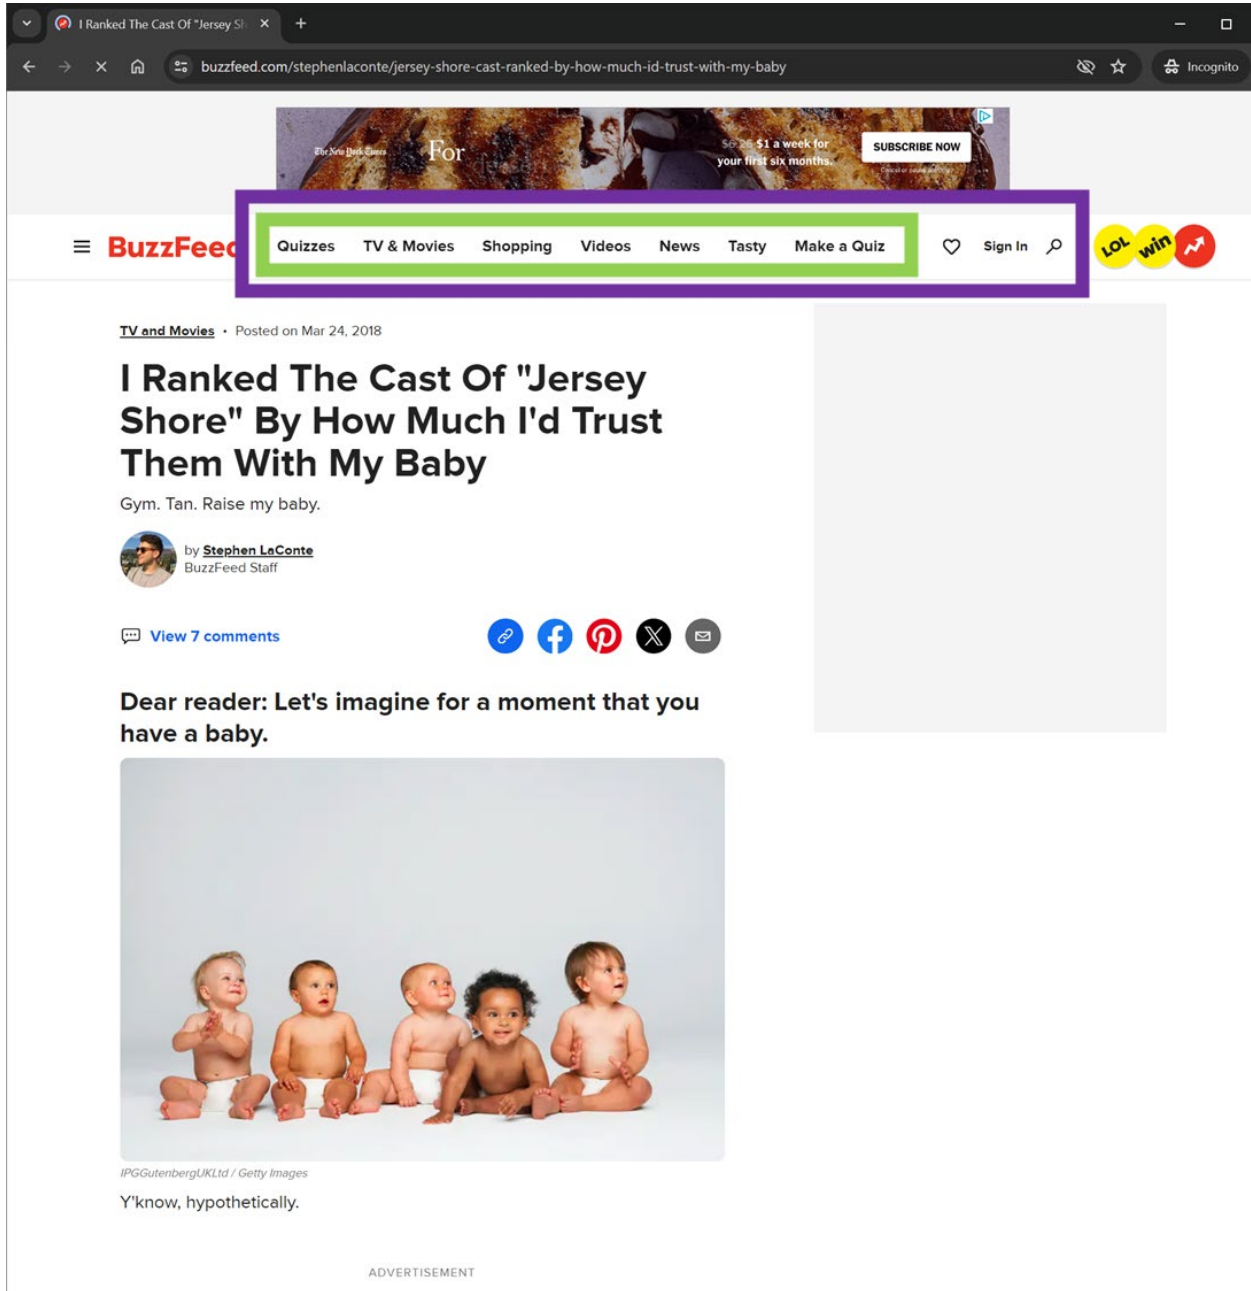 I Ranked The Cast Of "Jersey Sh
buzzfeed.com/stephenlaconte/jersey-shore-cast-ranked-by-how-much-id-trust-with-my-baby
Incognito
The New York Times
For
$6.25 $1 a week for
your first six months.
SUBSCRIBE NOW
BuzzFeed
Quizzes
TV & Movies
Shopping
Videos
News
Tasty
Make a Quiz
Sign In
LOL
win
TV and Movies • Posted on Mar 24, 2018
I Ranked The Cast Of "Jersey
Shore" By How Much I'd Trust
Them With My Baby
Gym. Tan. Raise my baby.
by Stephen LaConte
BuzzFeed Staff
View 7 comments
Dear reader: Let's imagine for a moment that you
have a baby.
IPGGutenbergUKLtd / Getty Images
Y'know, hypothetically.
ADVERTISEMENT